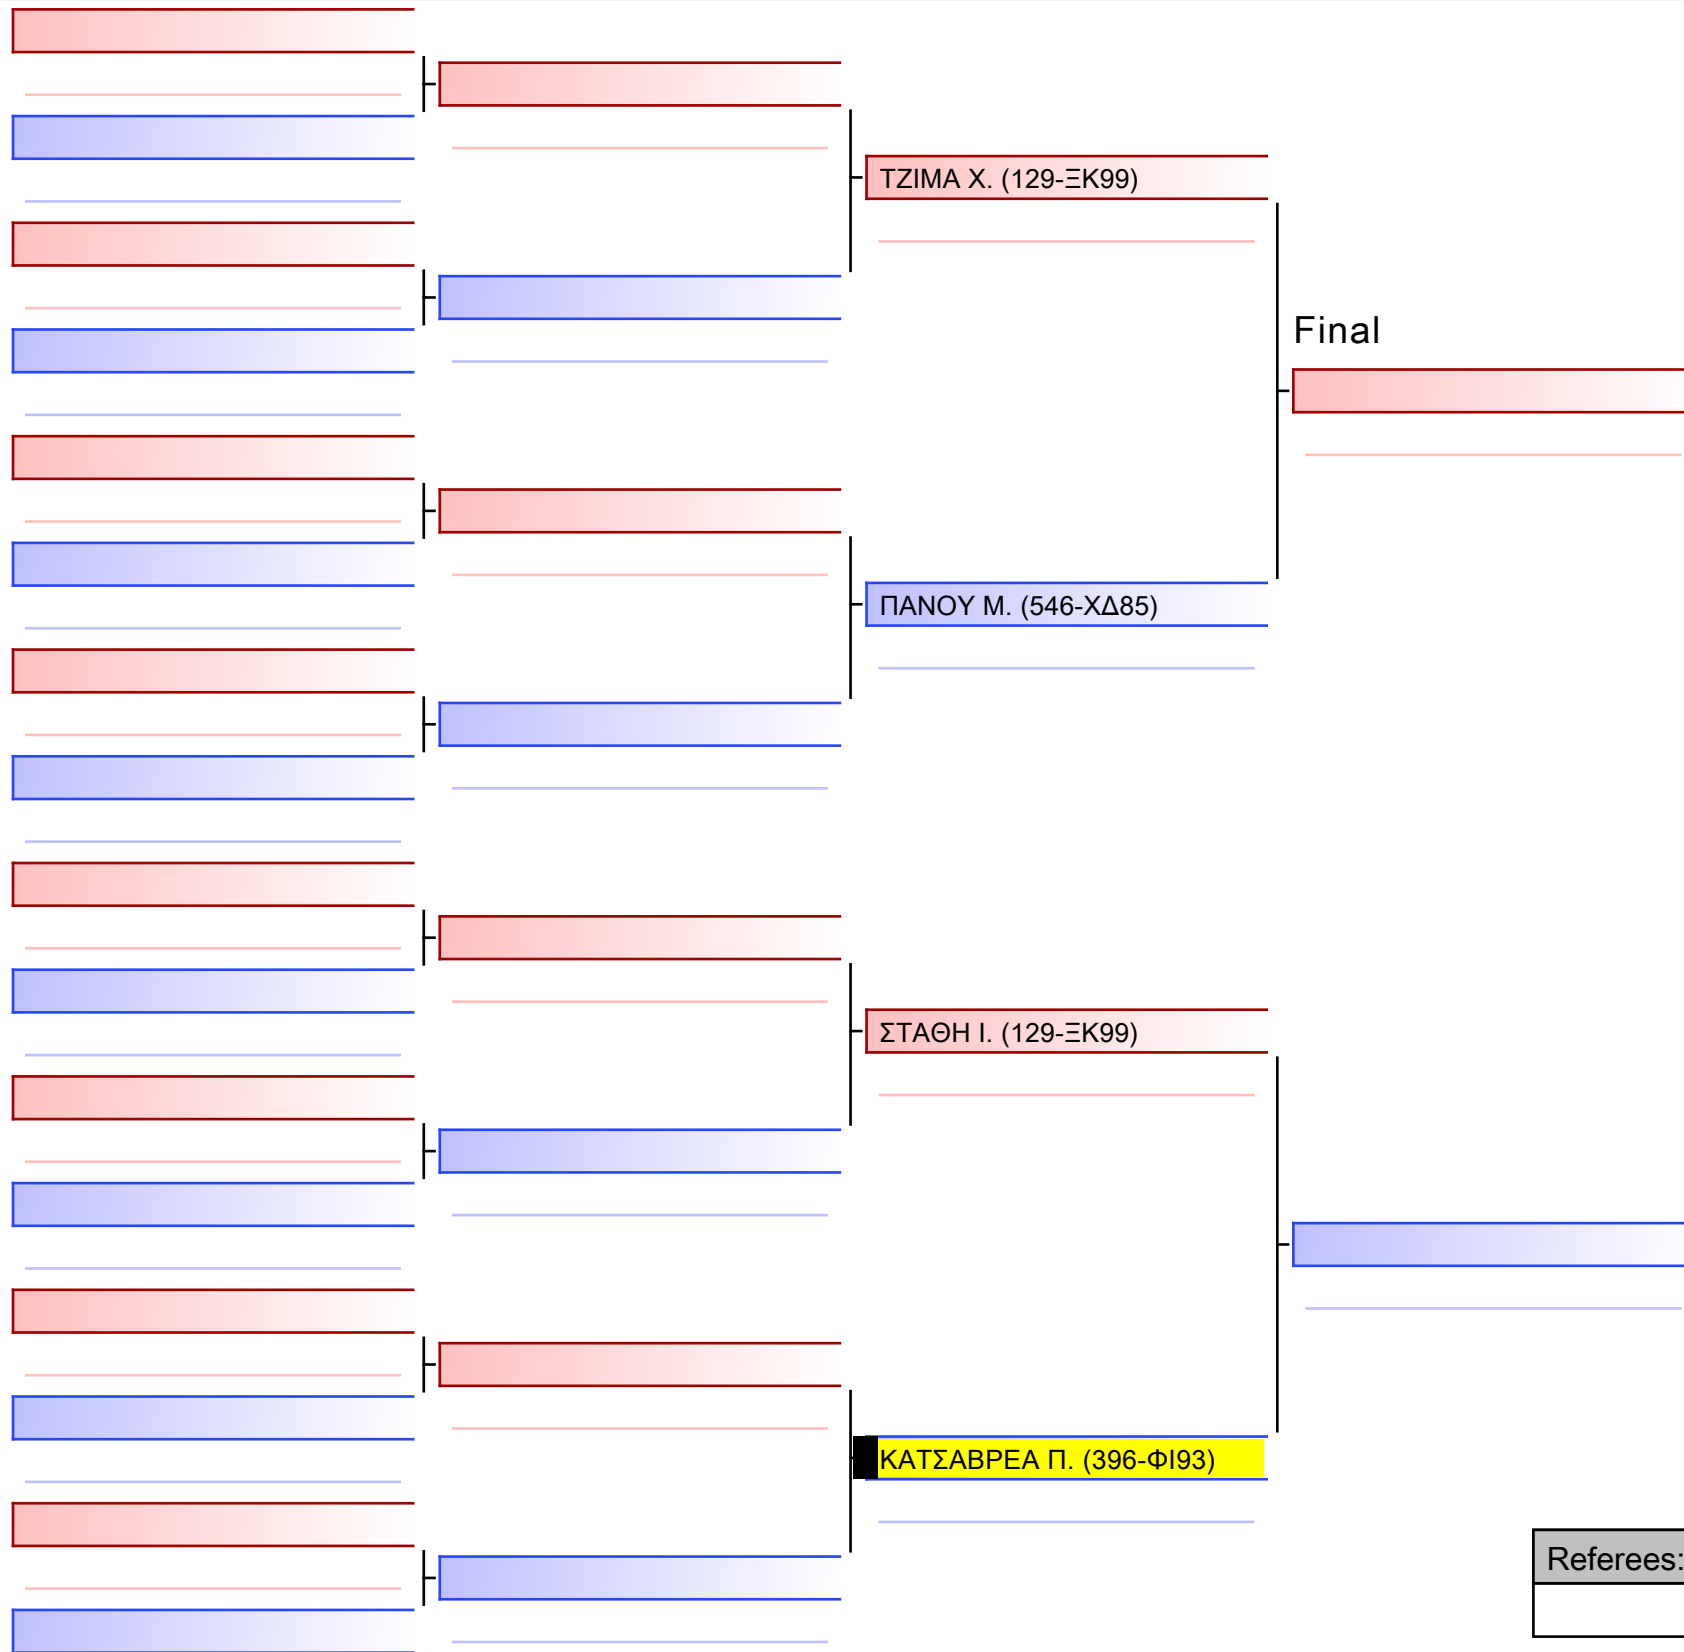 ΤΖΙΜΑ Χ. (129-ΞΚ99)
Final
ΠΑΝΟΥ Μ. (546-ΧΔ85)
ΣΤΑΘΗ Ι. (129-ΞΚ99)
ΚΑΤΣΑΒΡΕΑ Π. (396-ΦΙ93)
Referees: